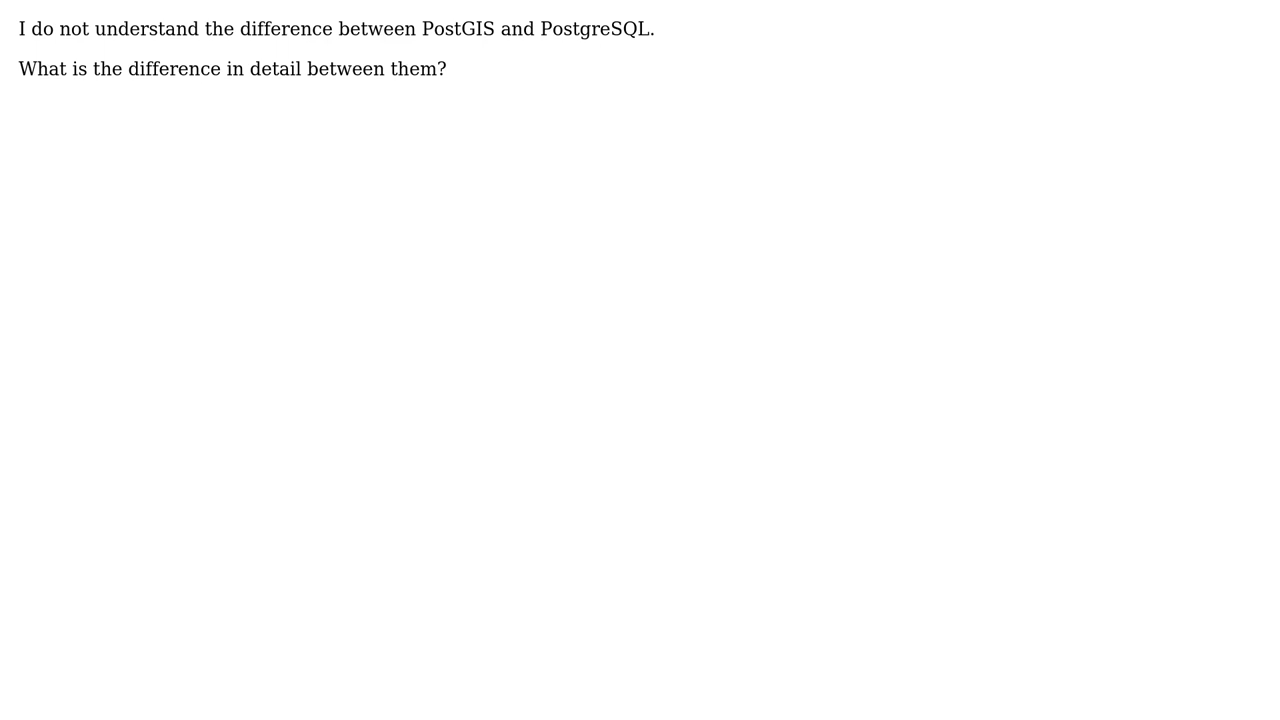 I do not understand the difference between PostGIS and PostgreSQL.
What is the difference in detail between them?